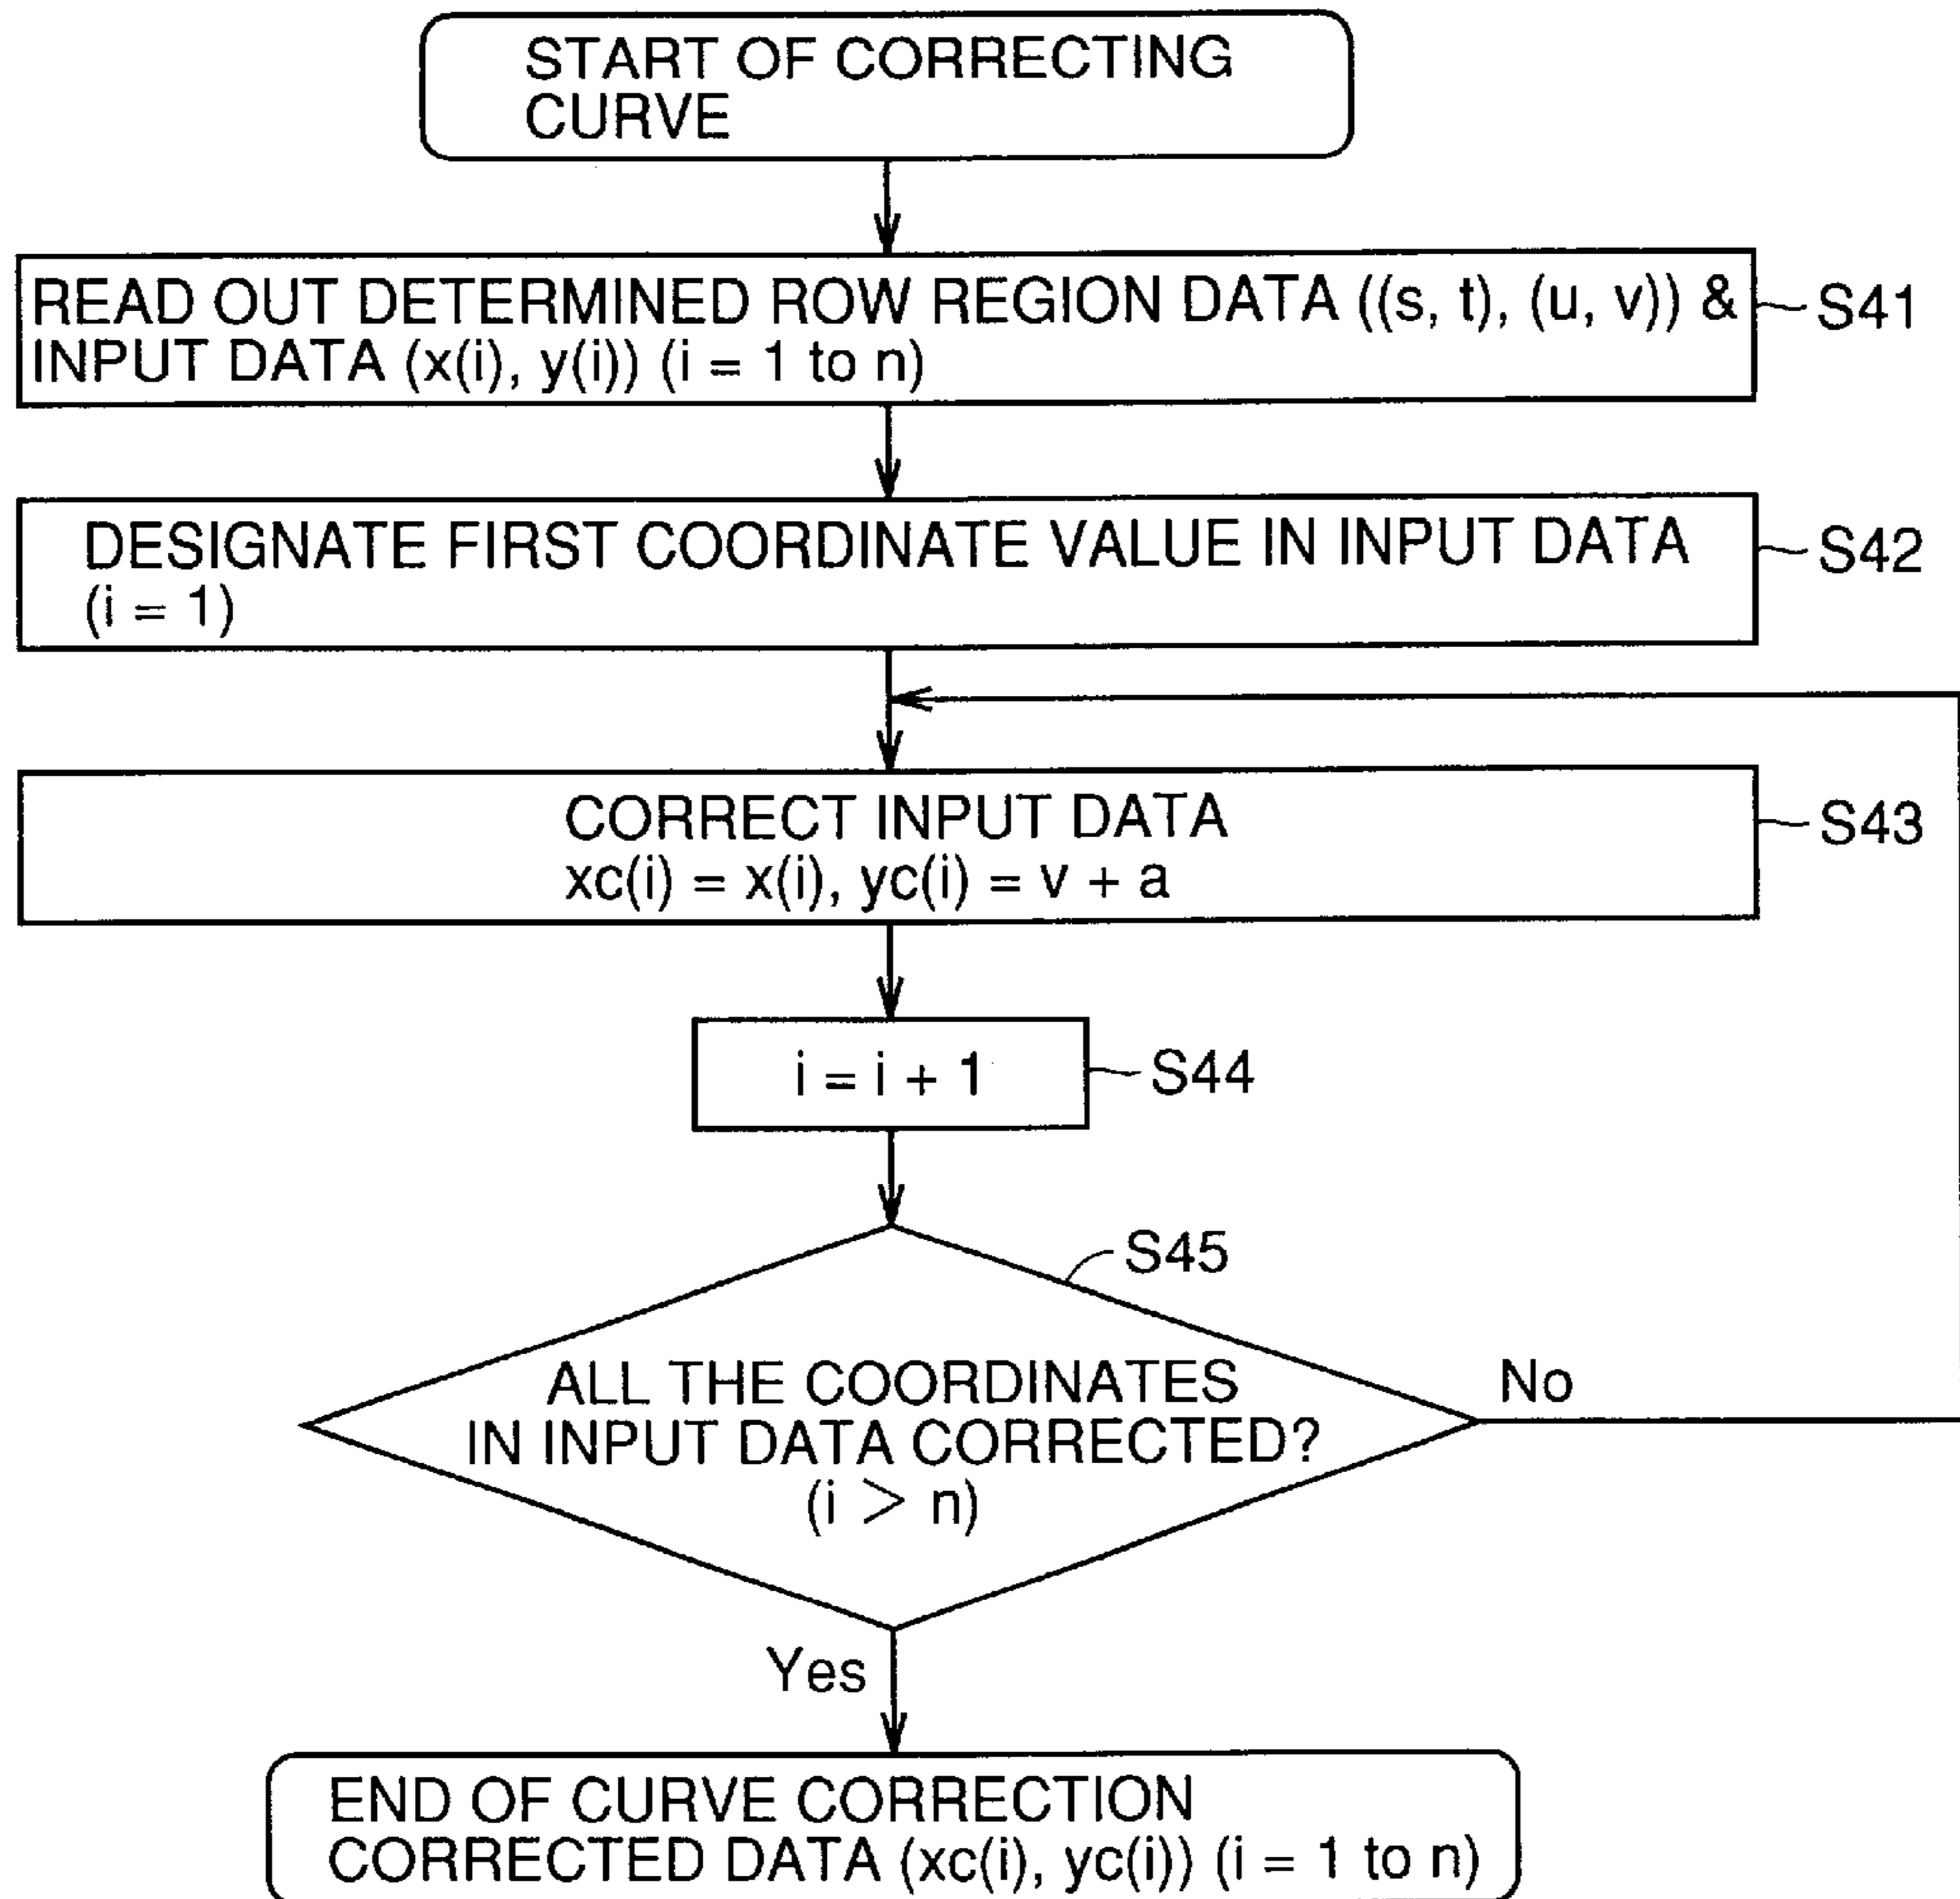 START OF CORRECTING
CURVE
READ OUT DETERMINED ROW REGION DATA ((s, t), (u, v)) &
INPUT DATA (x(i), y(i)) (i = 1 to n)
S41
DESIGNATE FIRST COORDINATE VALUE IN INPUT DATA
(i = 1)
S42
CORRECT INPUT DATA
xc(i) = x(i), yc(i) = v + a
S43
i = i + 1
S44
S45
ALL THE COORDINATES
IN INPUT DATA CORRECTED?
(i > n)
No
Yes
END OF CURVE CORRECTION
CORRECTED DATA (xc(i), yc(i)) (i = 1 to n)